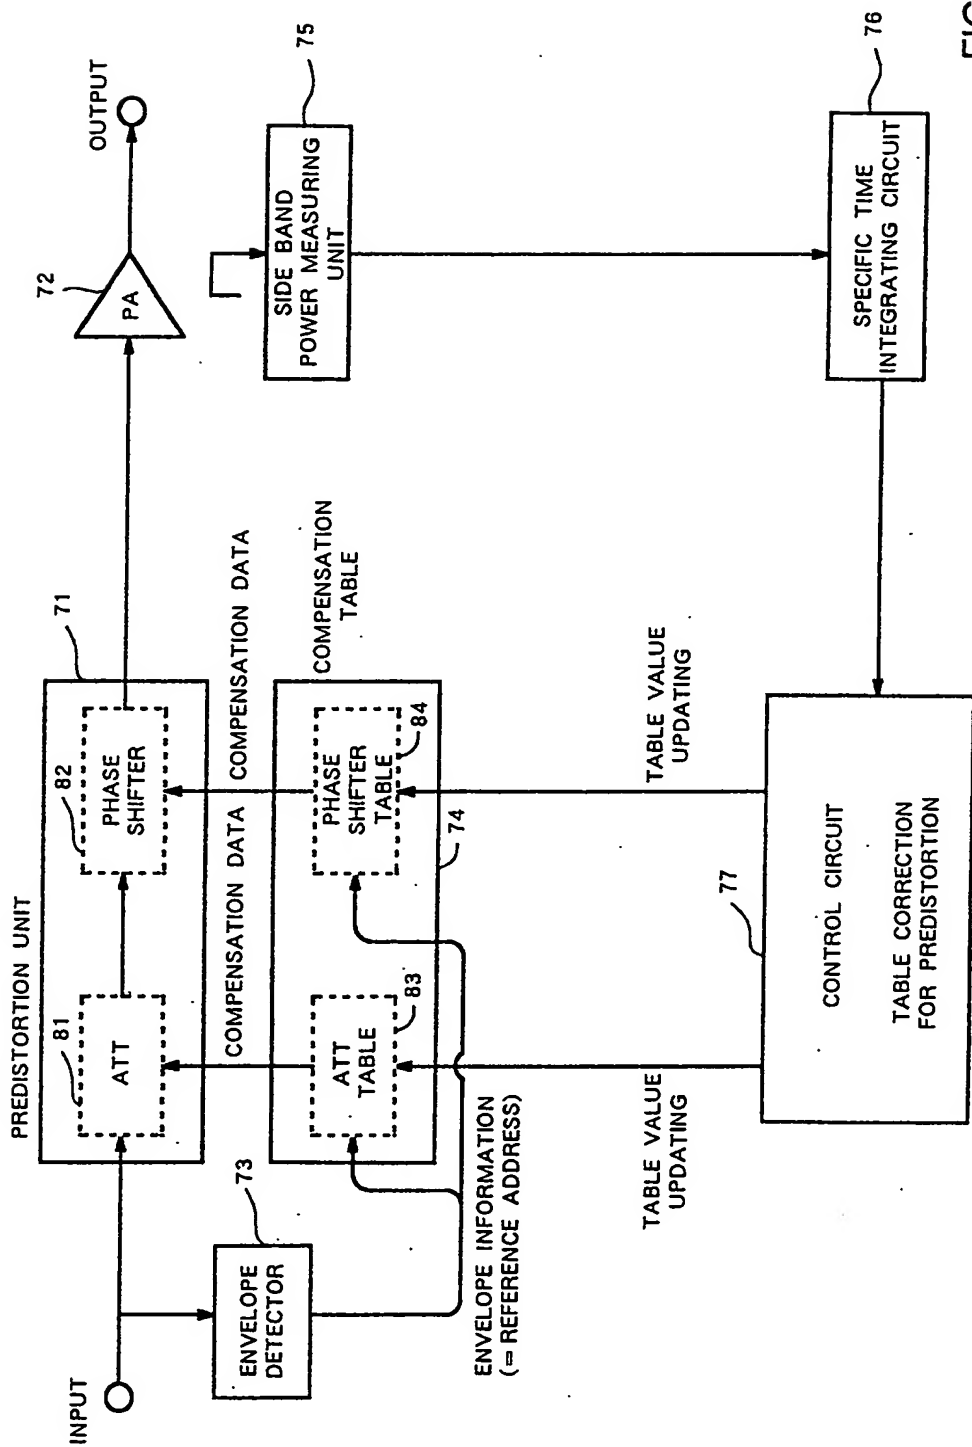 INPUT
ENVELOPE
DETECTOR
73
PREDISTORTION UNIT
71
81
ATT
82
PHASE
SHIFTER
72
PA
OUTPUT
COMPENSATION DATA
COMPENSATION DATA
COMPENSATION
TABLE
ATT
TABLE
83
PHASE
SHIFTER
TABLE
84
74
SIDE BAND
POWER MEASURING
UNIT
75
ENVELOPE INFORMATION
(= REFERENCE ADDRESS)
TABLE VALUE
UPDATING
TABLE VALUE
UPDATING
77
CONTROL CIRCUIT
TABLE CORRECTION
FOR PREDISTORTION
SPECIFIC TIME
INTEGRATING CIRCUIT
76